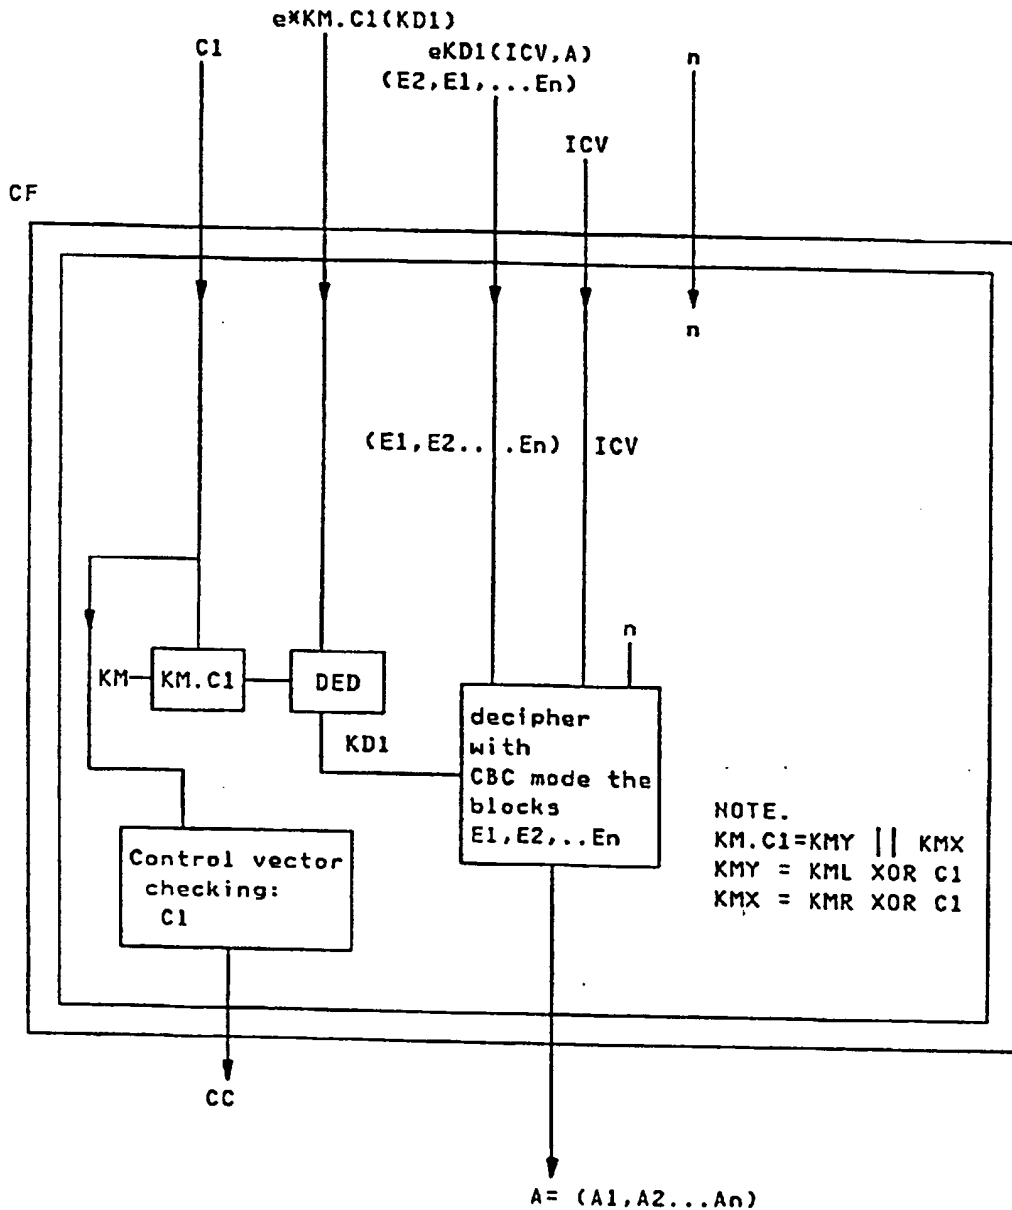 e*KM.C1(KD1)
C1
eKD1(ICV,A)
(E2,E1,...En)
n
ICV
CF
n
(E1,E2....En)
ICV
n
KM
KM.C1
DED
KD1
decipher
with
CBC mode the
blocks
E1,E2,..En
Control vector
checking:
C1
NOTE.
KM.C1=KMY || KMX
KMY = KML XOR C1
KMX = KMR XOR C1
CC
A= (A1,A2...An)